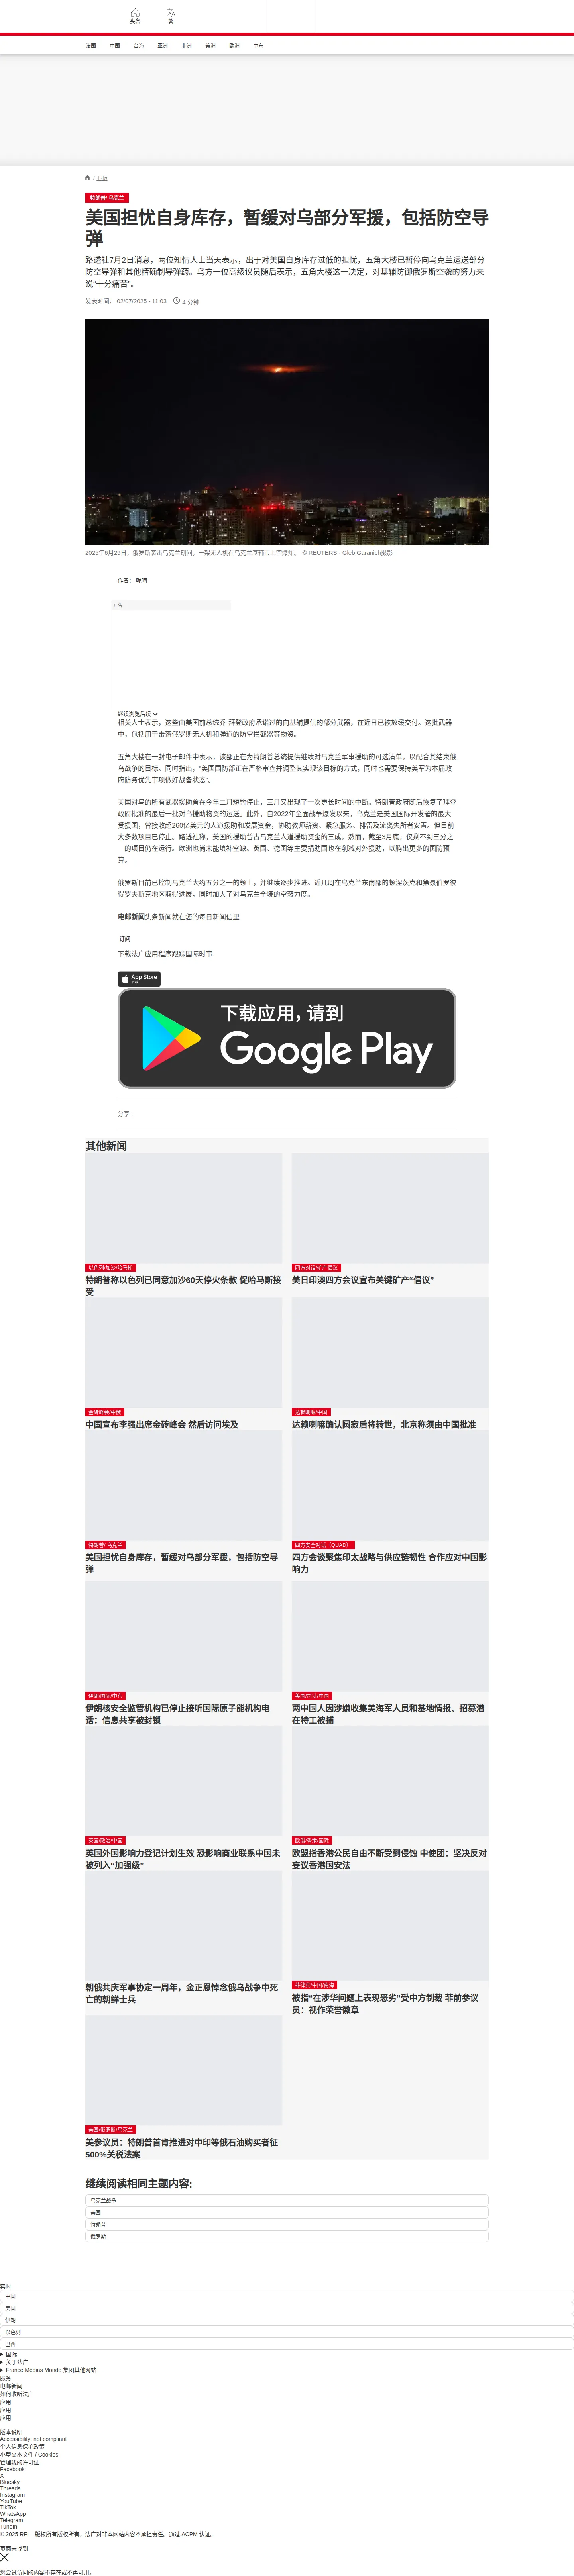 头条
繁
法国 中国 台海 亚洲 非洲 美洲 欧洲 中东
/ 国际
特朗普/ 乌克兰
美国担忧自身库存，暂缓对乌部分军援，包括防空导
弹
路透社7月2日消息，两位知情人士当天表示，出于对美国自身库存过低的担忧，五角大楼已暂停向乌克兰运送部分
防空导弹和其他精确制导弹药。乌方一位高级议员随后表示，五角大楼这一决定，对基辅防御俄罗斯空袭的努力来
说“十分痛苦”。
发表时间： 02/07/2025 - 11:03 4 分钟
2025年6月29日，俄罗斯袭击乌克兰期间，一架无人机在乌克兰基辅市上空爆炸。 © REUTERS - Gleb Garanich摄影
作者： 呢喃
广告
继续浏览后续
相关人士表示，这些由美国前总统乔·拜登政府承诺过的向基辅提供的部分武器，在近日已被放缓交付。这批武器
中，包括用于击落俄罗斯无人机和弹道的防空拦截器等物资。
五角大楼在一封电子邮件中表示，该部正在为特朗普总统提供继续对乌克兰军事援助的可选清单，以配合其结束俄
乌战争的目标。同时指出，“美国国防部正在严格审查并调整其实现该目标的方式，同时也需要保持美军为本届政
府防务优先事项做好战备状态”。
美国对乌的所有武器援助曾在今年二月短暂停止，三月又出现了一次更长时间的中断。特朗普政府随后恢复了拜登
政府批准的最后一批对乌援助物资的运送。此外，自2022年全面战争爆发以来，乌克兰是美国国际开发署的最大
受援国，曾接收超260亿美元的人道援助和发展资金，协助教师薪资、紧急服务、排雷及流离失所者安置。但目前
大多数项目已停止。路透社称，美国的援助曾占乌克兰人道援助资金的三成，然而，截至3月底，仅剩不到三分之
一的项目仍在运行。欧洲也尚未能填补空缺。英国、德国等主要捐助国也在削减对外援助，以腾出更多的国防预
算。
俄罗斯目前已控制乌克兰大约五分之一的领土，并继续逐步推进。近几周在乌克兰东南部的顿涅茨克和第聂伯罗彼
得罗夫斯克地区取得进展，同时加大了对乌克兰全境的空袭力度。
电邮新闻头条新闻就在您的每日新闻信里
订阅
下载法广应用程序跟踪国际时事
App Store
下载
下载应用，请到
Google Play
分享 :
其他新闻
以色列/加沙/哈马斯
特朗普称以色列已同意加沙60天停火条款 促哈马斯接
受
四方对话/矿产倡议
美日印澳四方会议宣布关键矿产“倡议”
金砖峰会/中俄
中国宣布李强出席金砖峰会 然后访问埃及
达赖喇嘛/中国
达赖喇嘛确认圆寂后将转世，北京称须由中国批准
特朗普/ 乌克兰
美国担忧自身库存，暂缓对乌部分军援，包括防空导
弹
四方安全对话（QUAD）
四方会谈聚焦印太战略与供应链韧性 合作应对中国影
响力
伊朗/国际/中东
伊朗核安全监管机构已停止接听国际原子能机构电
话：信息共享被封锁
美国/司法/中国
两中国人因涉嫌收集美海军人员和基地情报、招募潜
在特工被捕
英国/政治/中国
英国外国影响力登记计划生效 恐影响商业联系中国未
被列入“加强级”
欧盟/香港/国际
欧盟指香港公民自由不断受到侵蚀 中使团：坚决反对
妄议香港国安法
朝俄共庆军事协定一周年，金正恩悼念俄乌战争中死
亡的朝鲜士兵
菲律宾/中国/南海
被指“在涉华问题上表现恶劣”受中方制裁 菲前参议
员：视作荣誉徽章
美国/俄罗斯/乌克兰
美参议员：特朗普首肯推进对中印等俄石油购买者征
500%关税法案
继续阅读相同主题内容:
乌克兰战争
美国
特朗普
俄罗斯
实时
中国
美国
伊朗
以色列
巴西
国际
关于法广
France Médias Monde 集团其他网站
服务
电邮新闻
如何收听法广
应用
应用
应用
版本说明
Accessibility: not compliant
个人信息保护政策
小型文本文件 / Cookies
管理我的许可证
Facebook
X
Bluesky
Threads
Instagram
YouTube
TikTok
WhatsApp
Telegram
TuneIn
© 2025 RFI – 版权所有版权所有。法广对非本网站内容不承担责任。通过 ACPM 认证。
页面未找到
您尝试访问的内容不存在或不再可用。